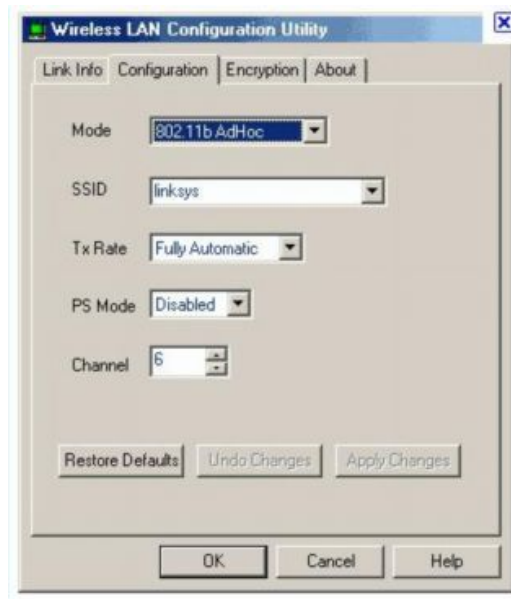 Wireless LAN Configuration Utility
Link Info Configuration Encryption About
Mode 802.11b AdHoc
SSID linksys
Tx Rate Fully Automatic
PS Mode Disabled
Channel 6
Restore Defaults Undo Changes Apply Changes
OK Cancel Help